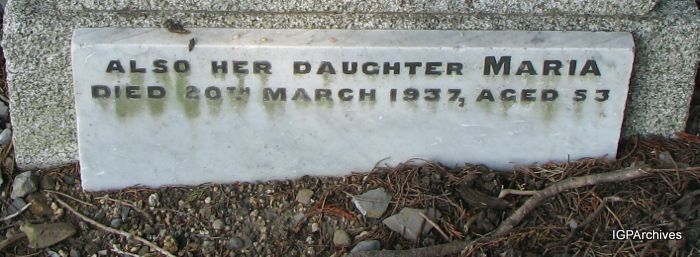 ALSO HER DAUGHTER MARIA
DIED 20TH MARCH 1937, AGED 53
IGPArchives